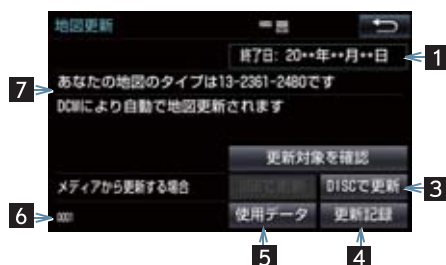 地図更新
終了日: 20**年**月**日
1
あなたの地図のタイプは13-2361-2480です
7
DCMにより自動で地図更新されます
更新対象を確認
メディアから更新する場合
DISCで更新
3
6
0001
使用データ
更新記録
5
4